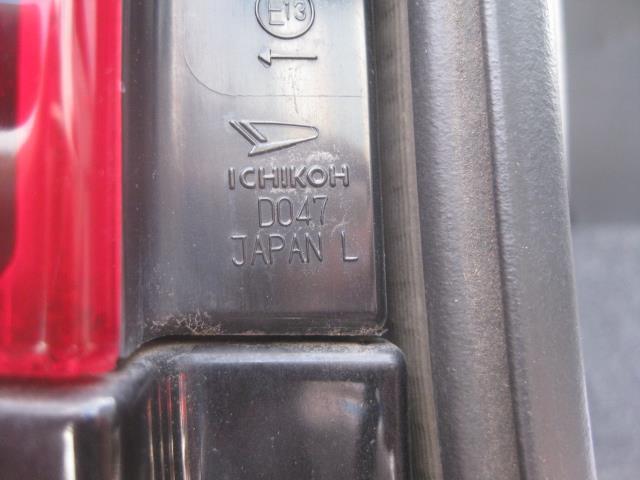 E13
ICHIKOH
D047
JAPAN L